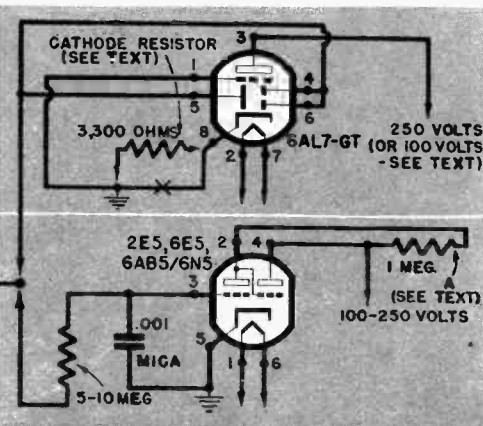 CATHODE RESISTOR
(SEE TEXT)
3
1
5
4
6
3,300 OHMS
8
6AL7-GT
2
7
250 VOLTS
(OR 100 VOLTS
-SEE TEXT)
2E5, 6E5,
6AB5/6N5
2
4
3
1 MEG.
A
(SEE TEXT)
100-250 VOLTS
.001
MICA
5
5-10 MEG
1
6